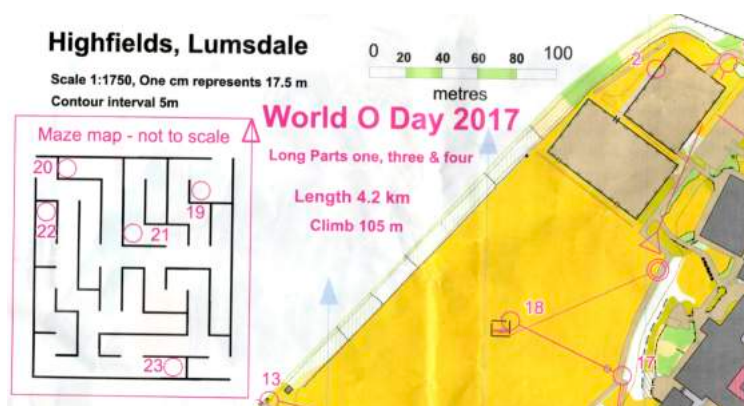 Highfields, Lumsdale
Scale 1:1750, One cm represents 17.5 m
Contour interval 5m
0 20 40 60 80 100
metres
World O Day 2017
Long Parts one, three & four
Length 4.2 km
Climb 105 m
Maze map - not to scale
20
19
22
21
23
2
18
17
13